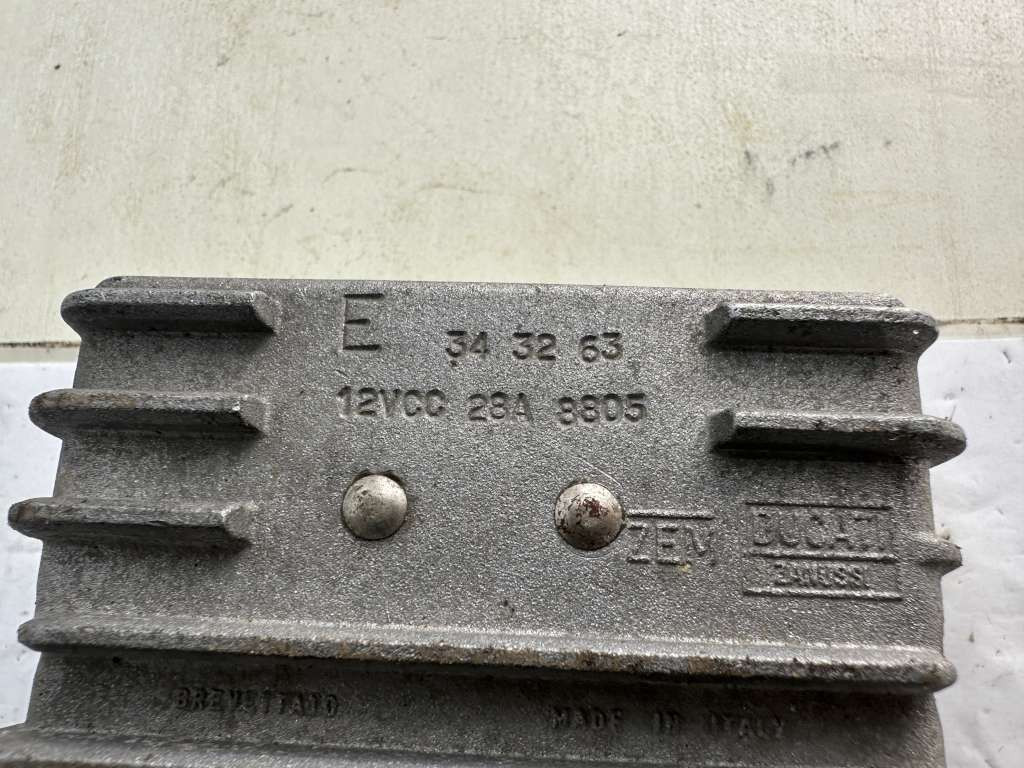 E 34 32 63
12VCC 28A 8805
ZEM DUCATI
ZANUSSI
BREVETTATO MADE IN ITALY